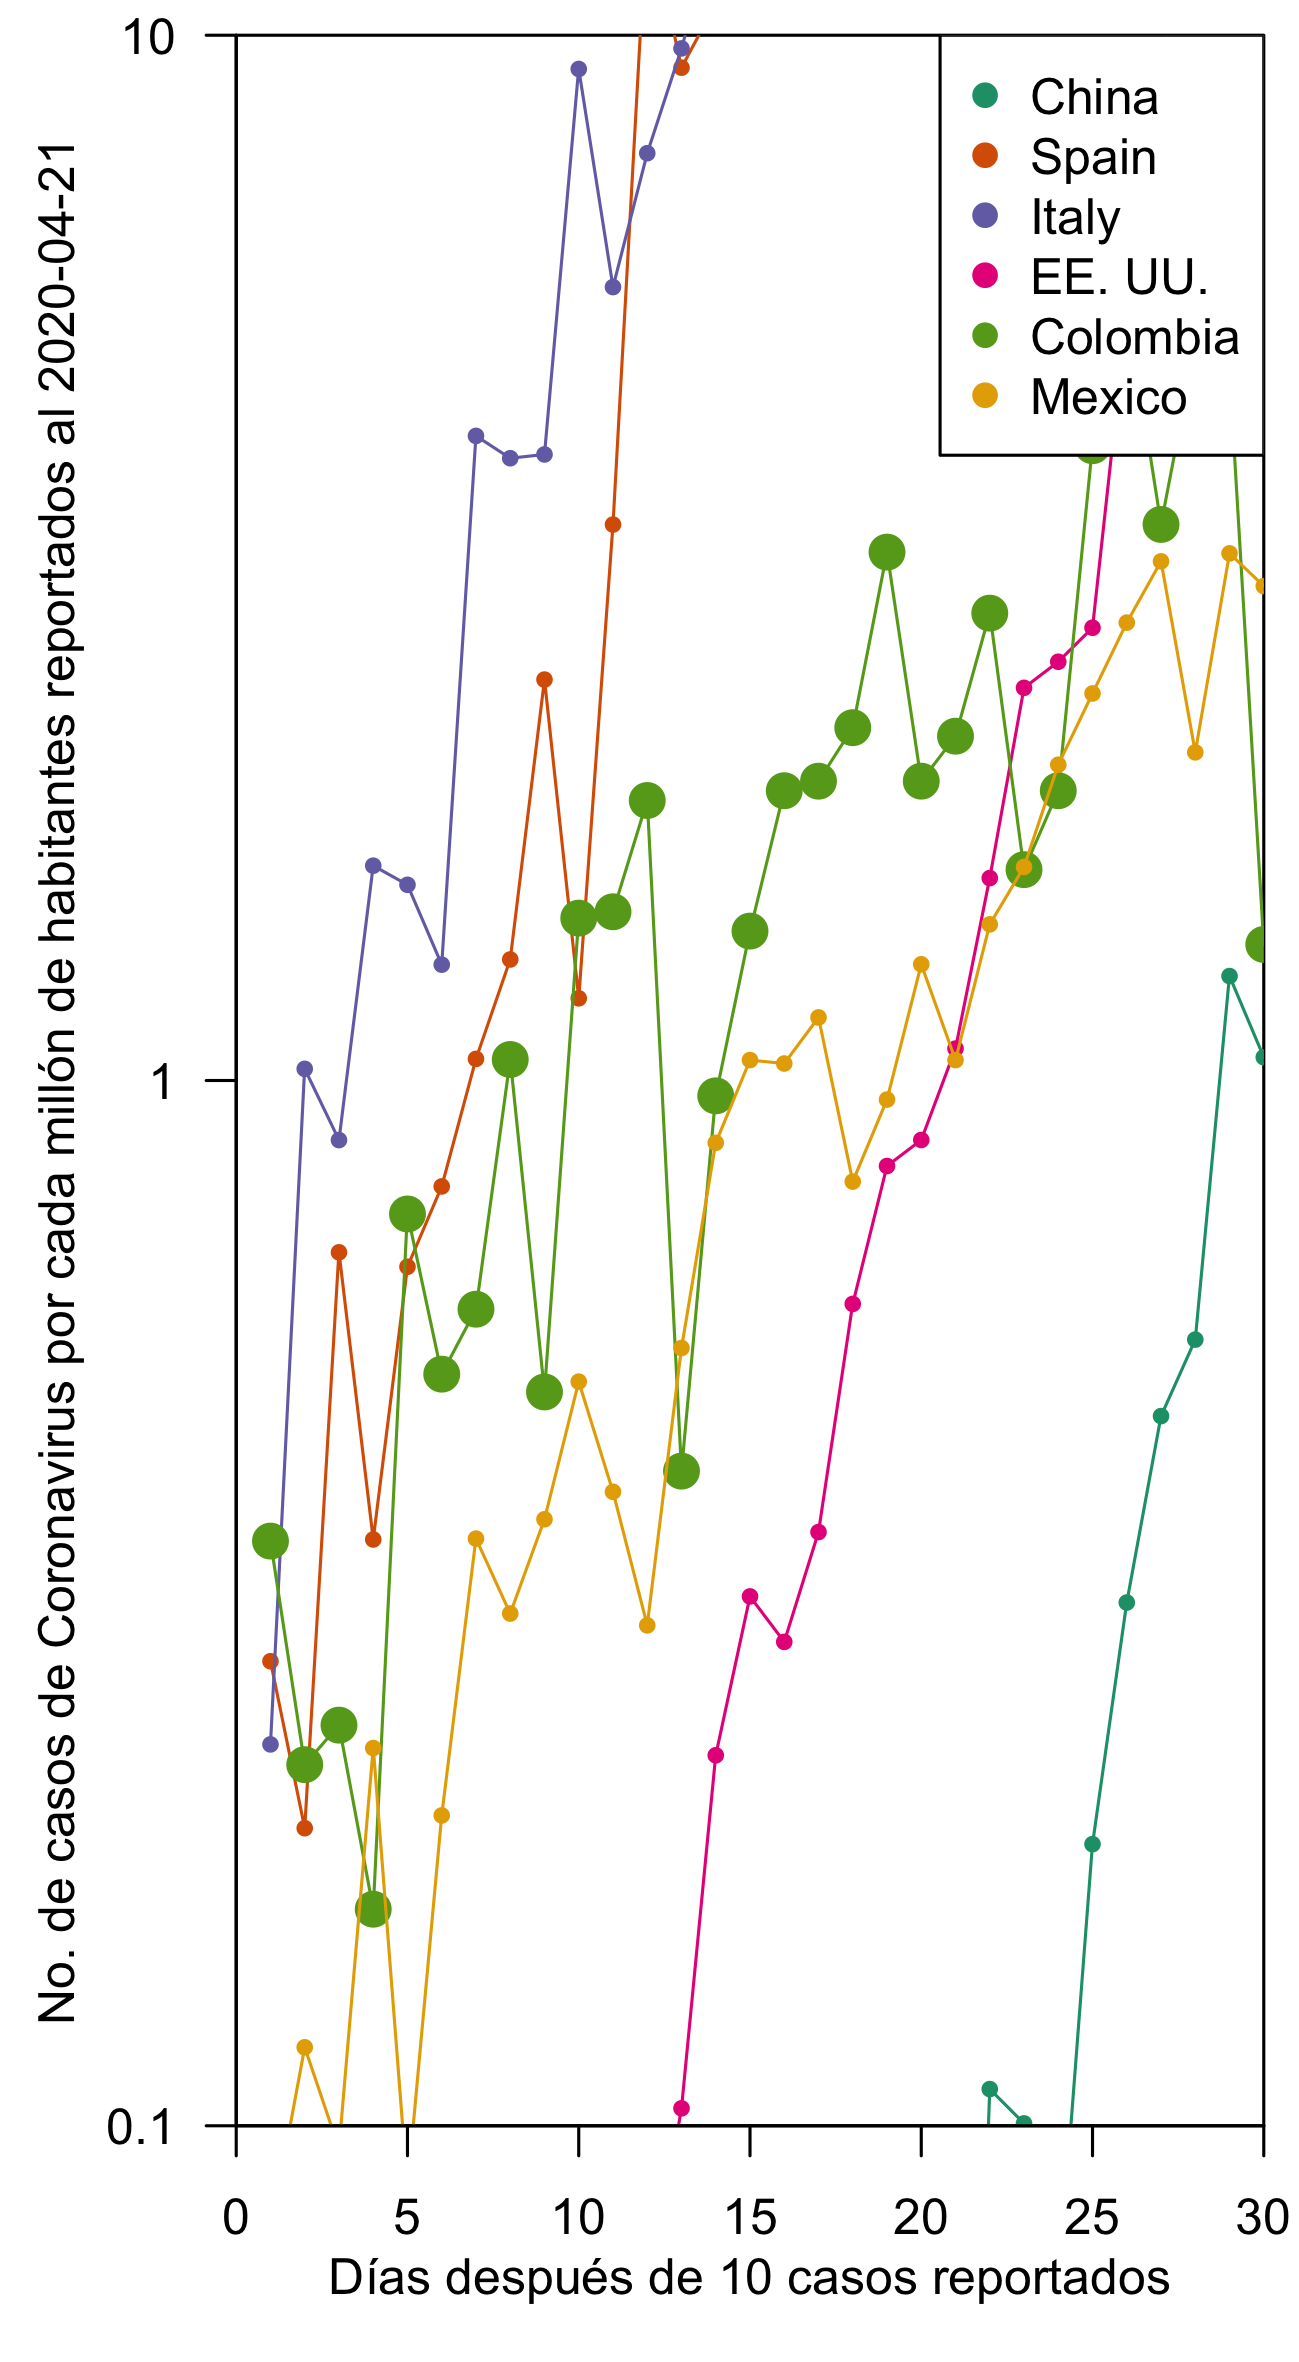 No. de casos de Coronavirus por cada millón de habitantes reportados al 2020-04-21
10
1
0.1
China
Spain
Italy
EE. UU.
Colombia
Mexico
0 5 10 15 20 25 30
Días después de 10 casos reportados